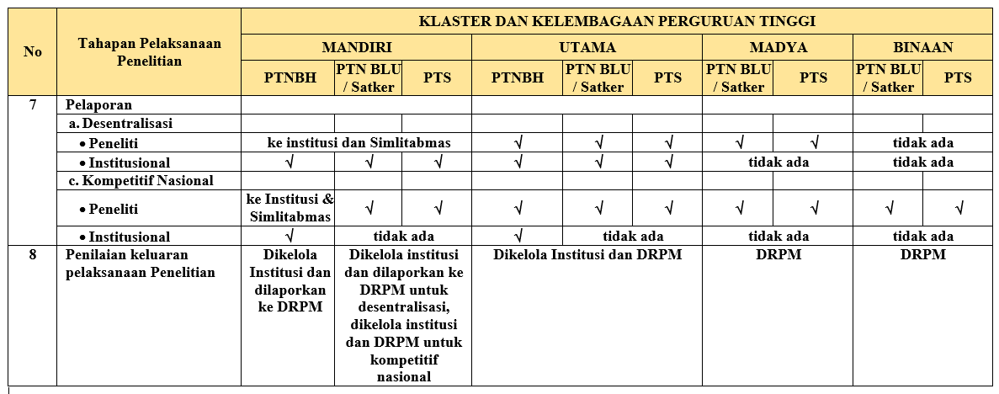 KLASTER DAN KELEMBAGAAN PERGURUAN TINGGI
No
Tahapan Pelaksanaan
Penelitian
MANDIRI UTAMA MADYA BINAAN
PTNBH
PTN BLU
/ Satker
PTS
PTNBH
PTN BLU
/ Satker
PTS
PTN BLU
/ Satker
PTS
PTN BLU
/ Satker
PTS
7 Pelaporan
a. Desentralisasi
• Peneliti ke institusi dan Simlitabmas √ √ √ √ √ tidak ada
• Institusional √ √ √ √ √ √ tidak ada tidak ada
c. Kompetitif Nasional
• Peneliti
ke Institusi &
Simlitabmas
√ √ √ √ √ √ √ √ √
• Institusional √ tidak ada √ tidak ada tidak ada tidak ada
8
Penilaian keluaran
pelaksanaan Penelitian
Dikelola
Institusi dan
dilaporkan
ke DRPM
Dikelola institusi
dan dilaporkan ke
DRPM untuk
desentralisasi,
dikelola institusi
dan DRPM untuk
kompetitif
nasional
Dikelola Institusi dan DRPM
DRPM
DRPM